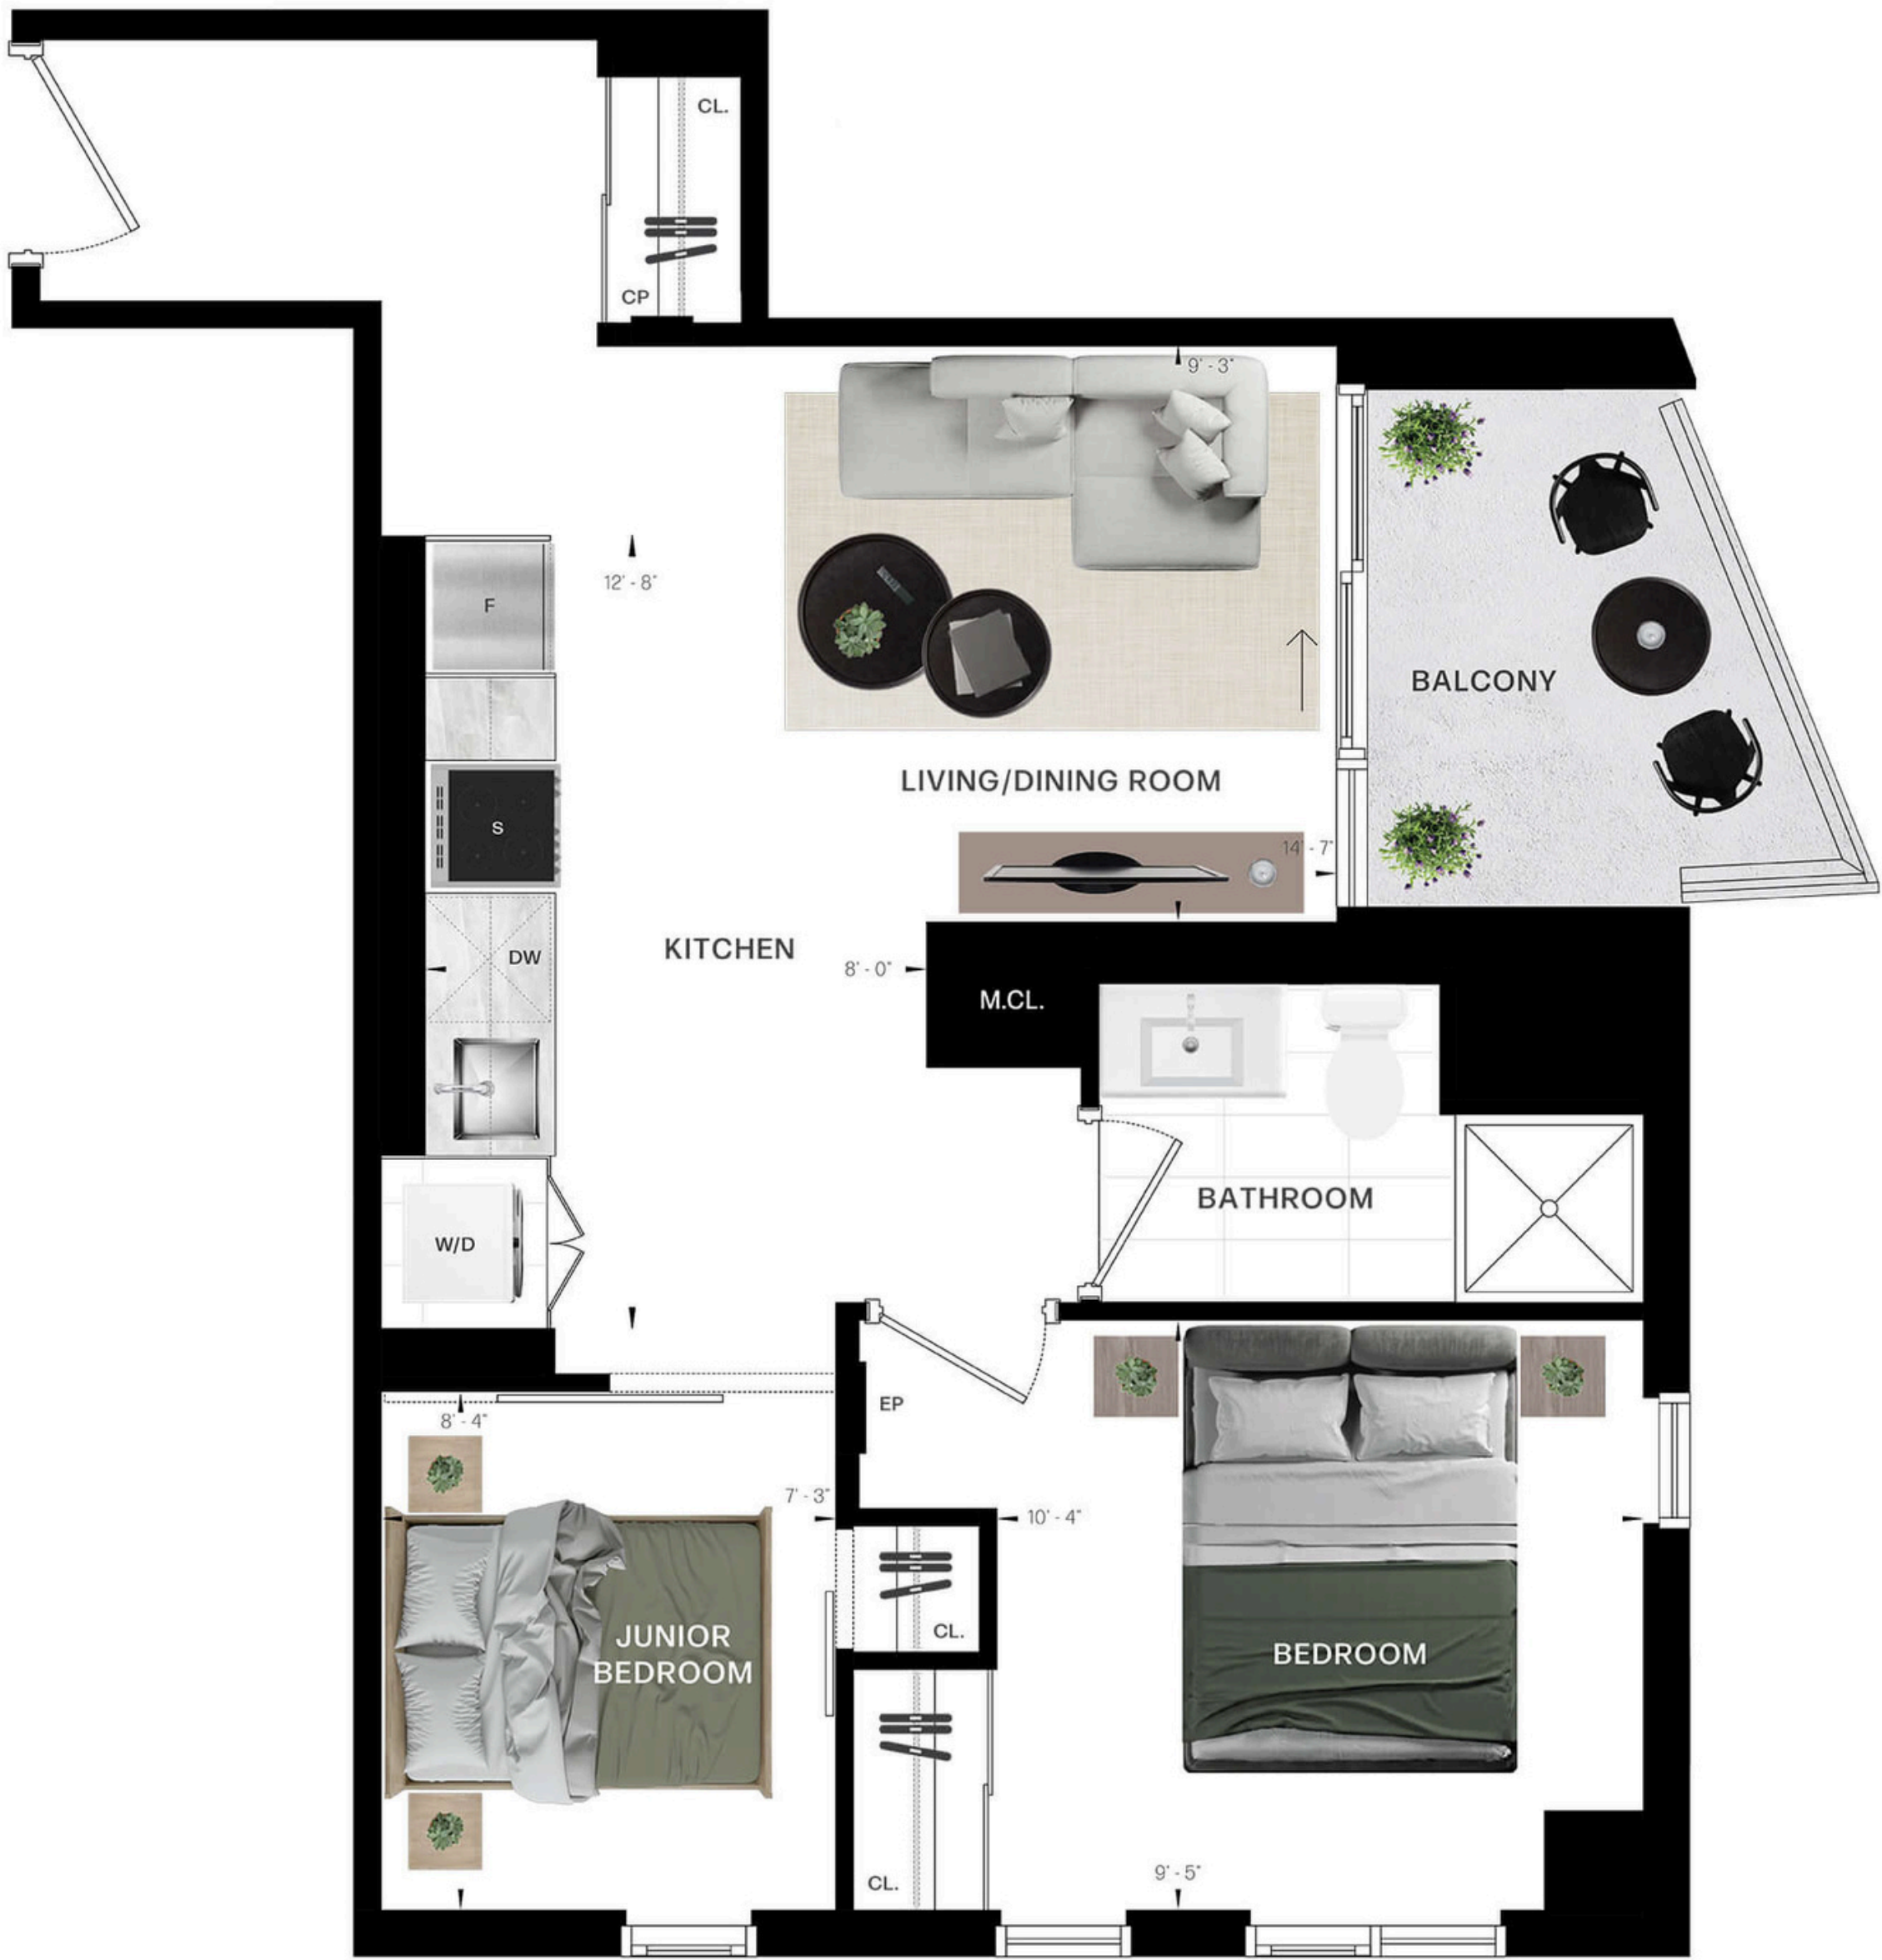 CL.
CP
9' - 3"
12' - 8"
F
BALCONY
LIVING/DINING ROOM
S
14' - 7"
KITCHEN
DW
8' - 0"
M.CL.
BATHROOM
W/D
EP
8' - 4"
7' - 3"
10' - 4"
CL.
JUNIOR
BEDROOM
BEDROOM
CL.
9' - 5"